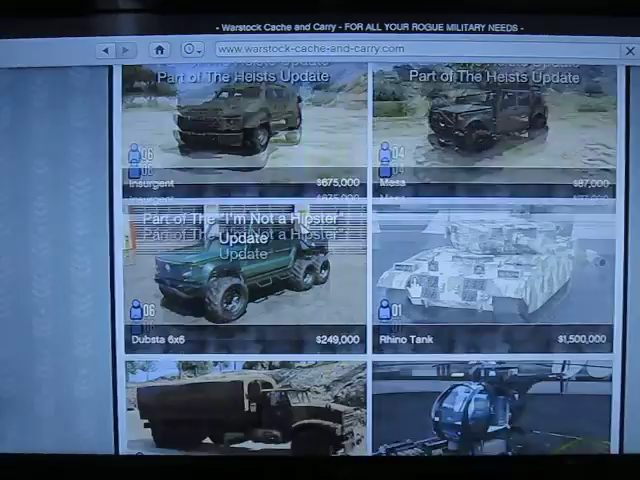 - Warstock Cache and Carry - FOR ALL YOUR ROGUE MILITARY NEEDS -
www.warstock-cache-and-carry.com
Part of The Heists Update
Part of The Heists Update
06
04
Insurgent $675,000
Mesa $87,000
Part of The "I'm Not a Hipster"
Update
06
01
Dubsta 6x6 $249,000
Rhino Tank $1,500,000